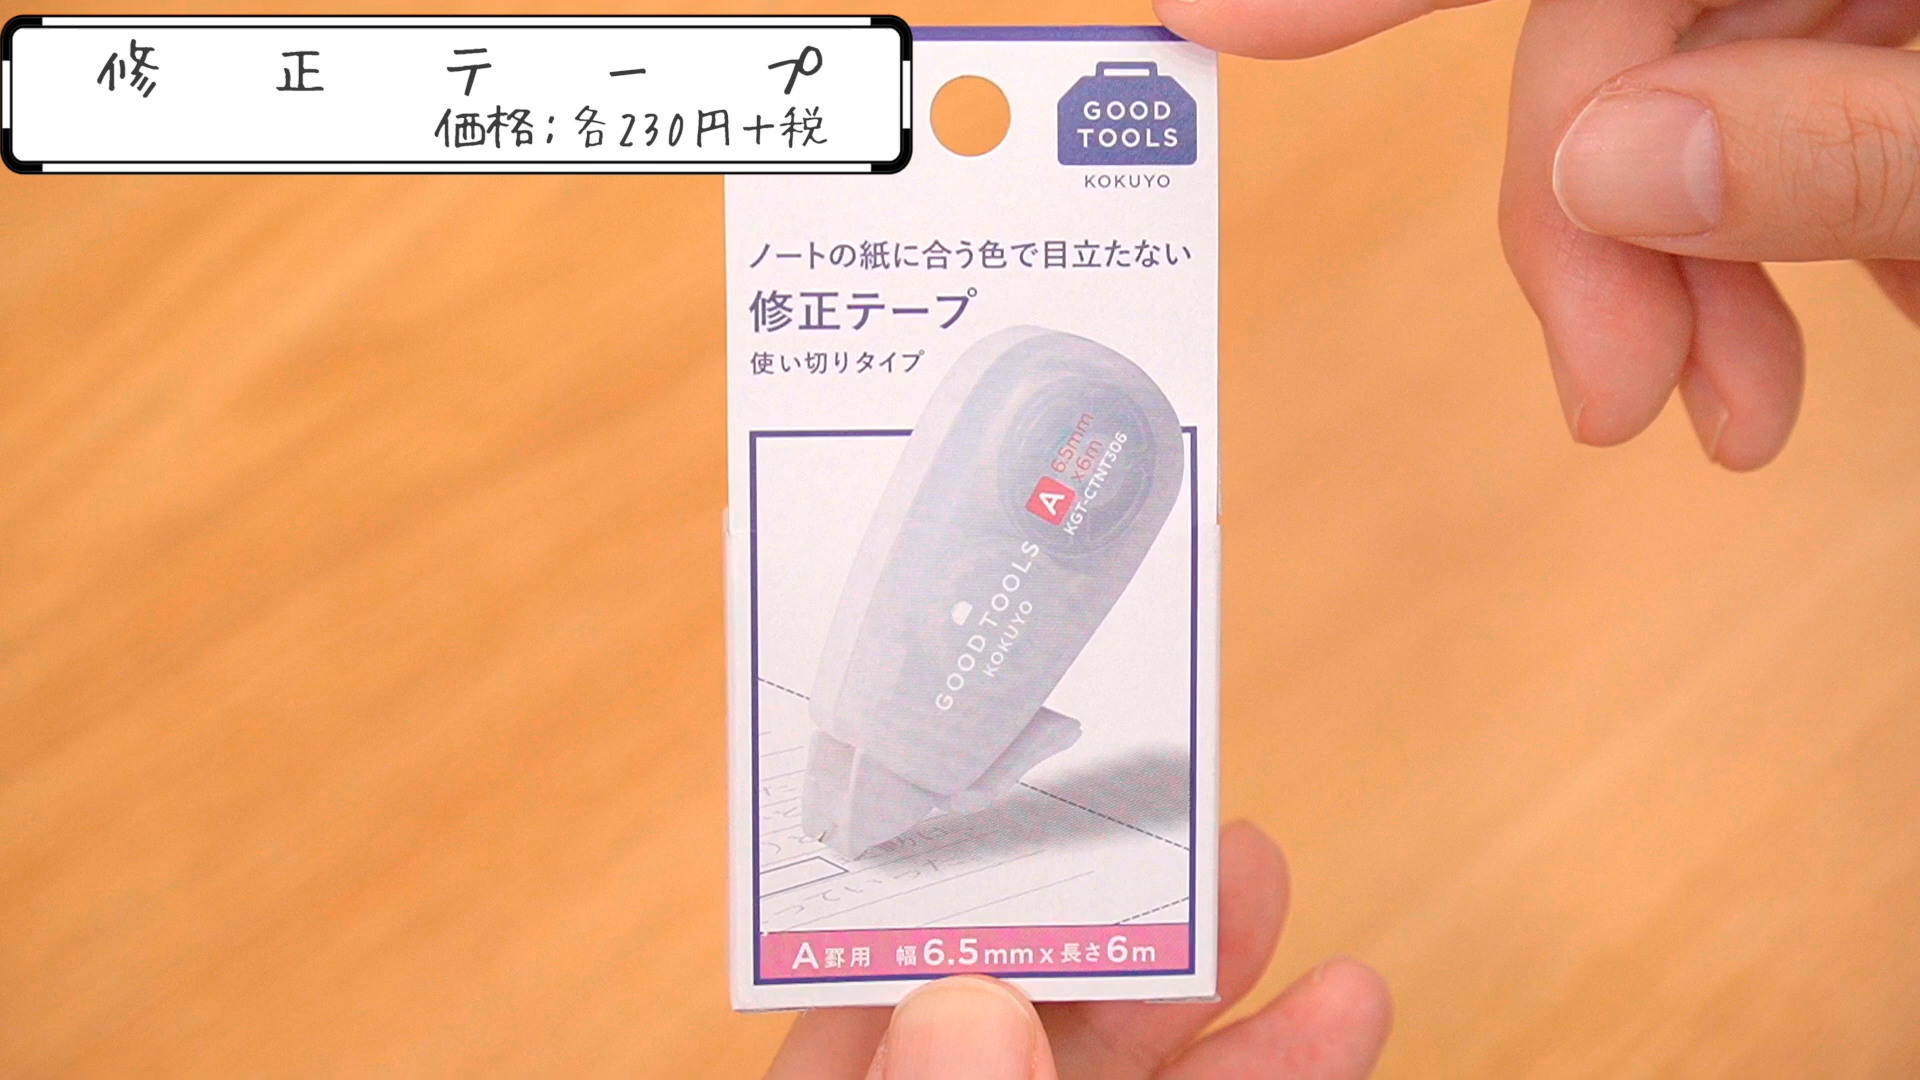 修正テープ
価格：各230円＋税
GOOD
TOOLS
KOKUYO
ノートの紙に合う色で目立たない
修正テープ
使い切りタイプ
A 6.5mm
x6m
KGT-CTNT306
GOOD TOOLS
KOKUYO
A罫用 幅6.5mm x 長さ6m